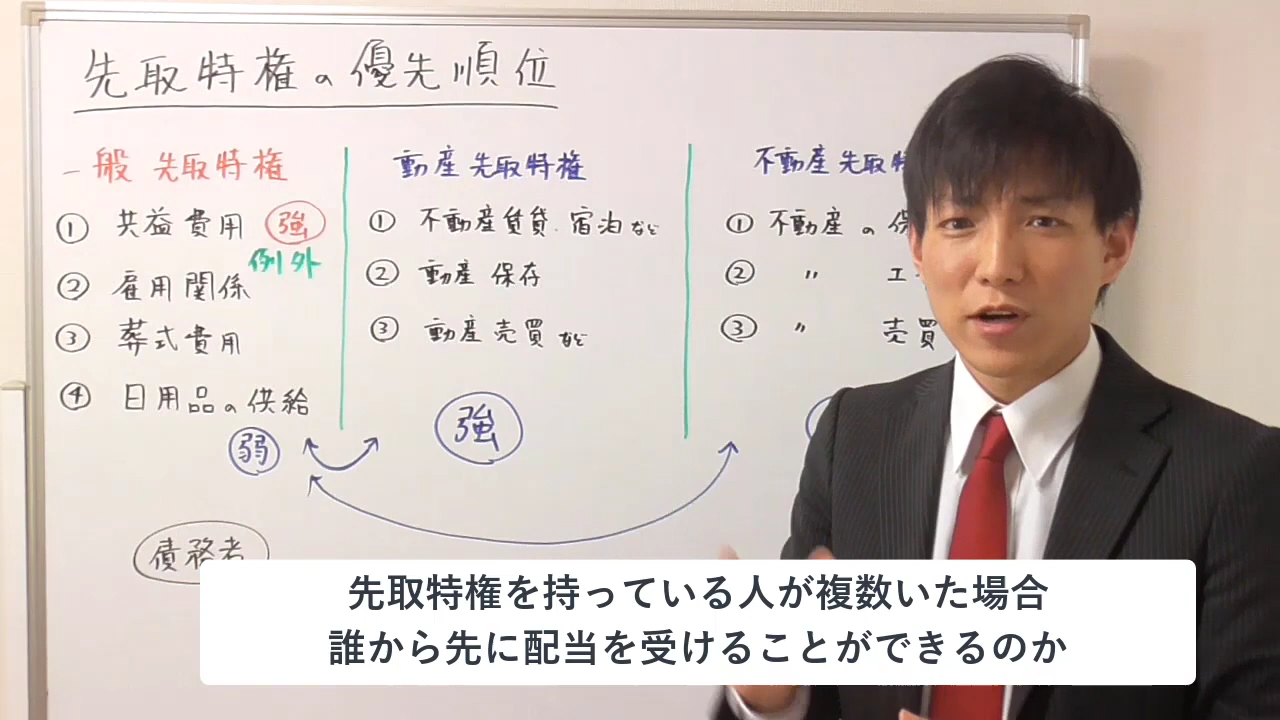 先取特権の優先順位
一般先取特権
① 共益費用 強
例外
② 雇用関係
③ 葬式費用
④ 日用品の供給
弱
動産先取特権
① 不動産賃貸、宿泊など
② 動産保存
③ 動産売買など
強
不動産先取特
① 不動産の保
② 〃 工
③ 〃 売買
債務者
先取特権を持っている人が複数いた場合
誰から先に配当を受けることができるのか